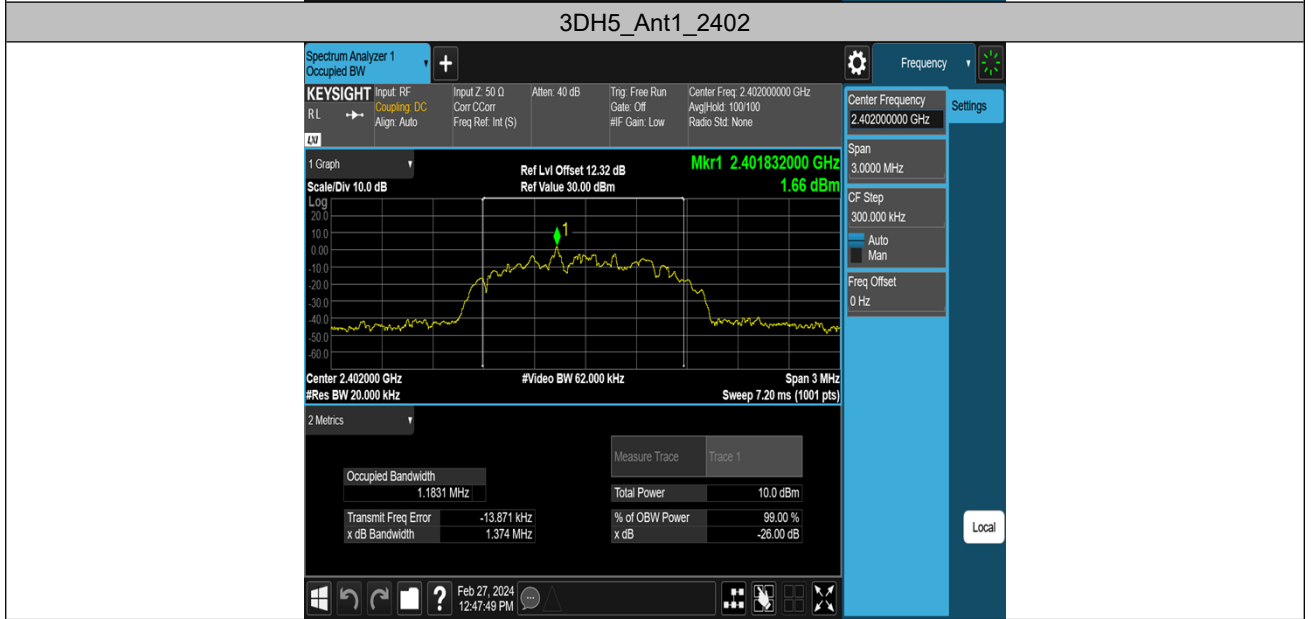 3DH5_Ant1_2402
Spectrum Analyzer 1
Occupied BW
+
Frequency
KEYSIGHT
RL
LXI
Input: RF
Coupling: DC
Align: Auto
Input Z: 50 Ω
Corr CCorr
Freq Ref: Int (S)
Atten: 40 dB
Trig: Free Run
Gate: Off
#IF Gain: Low
Center Freq: 2.402000000 GHz
Avg|Hold: 100/100
Radio Std: None
Center Frequency
2.402000000 GHz
Settings
Span
3.0000 MHz
CF Step
300.000 kHz
Auto
Man
Freq Offset
0 Hz
Local
1 Graph
Scale/Div 10.0 dB
Ref Lvl Offset 12.32 dB
Ref Value 30.00 dBm
Mkr1 2.401832000 GHz
1.66 dBm
Log
20.0
10.0
0.00
-10.0
-20.0
-30.0
-40.0
-50.0
-60.0
1
Center 2.402000 GHz
#Res BW 20.000 kHz
#Video BW 62.000 kHz
Span 3 MHz
Sweep 7.20 ms (1001 pts)
2 Metrics
Measure Trace Trace 1
Occupied Bandwidth
1.1831 MHz
Total Power 10.0 dBm
Transmit Freq Error -13.871 kHz
% of OBW Power 99.00 %
x dB Bandwidth 1.374 MHz
x dB -26.00 dB
?
Feb 27, 2024
12:47:49 PM